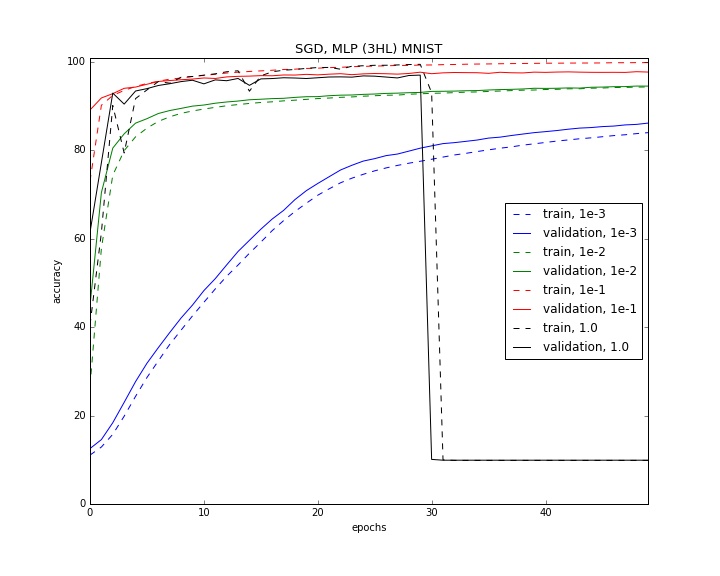 SGD, MLP (3HL) MNIST
100
80
60
40
20
0
accuracy
train, 1e-3
validation, 1e-3
train, 1e-2
validation, 1e-2
train, 1e-1
validation, 1e-1
train, 1.0
validation, 1.0
0 10 20 30 40
epochs